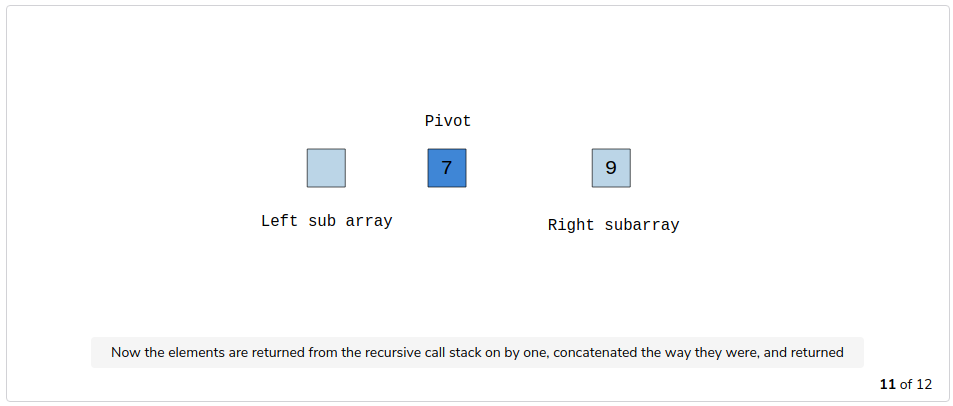 Pivot
7
9
Left sub array
Right subarray
Now the elements are returned from the recursive call stack on by one, concatenated the way they were, and returned
11 of 12